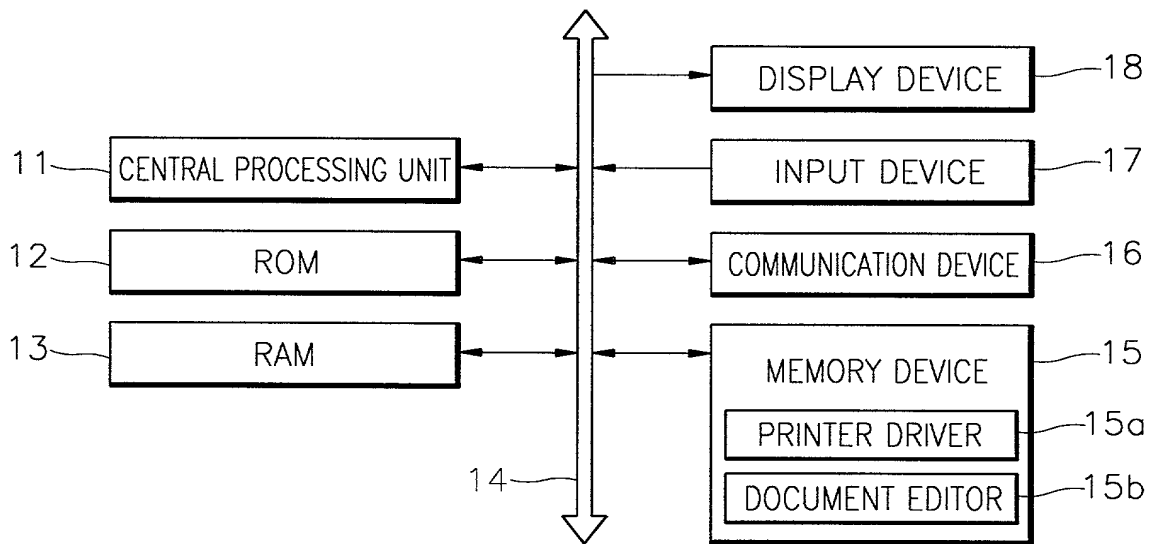 DISPLAY DEVICE 18
11 CENTRAL PROCESSING UNIT
INPUT DEVICE 17
12 ROM
COMMUNICATION DEVICE 16
13 RAM
MEMORY DEVICE 15
PRINTER DRIVER 15a
14
DOCUMENT EDITOR 15b